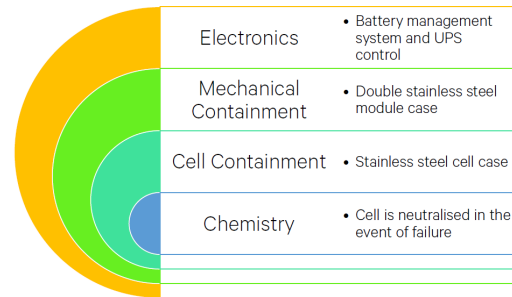 Electronics
• Battery management
system and UPS
control
Mechanical
Containment
• Double stainless steel
module case
Cell Containment
• Stainless steel cell case
Chemistry
• Cell is neutralised in the
event of failure